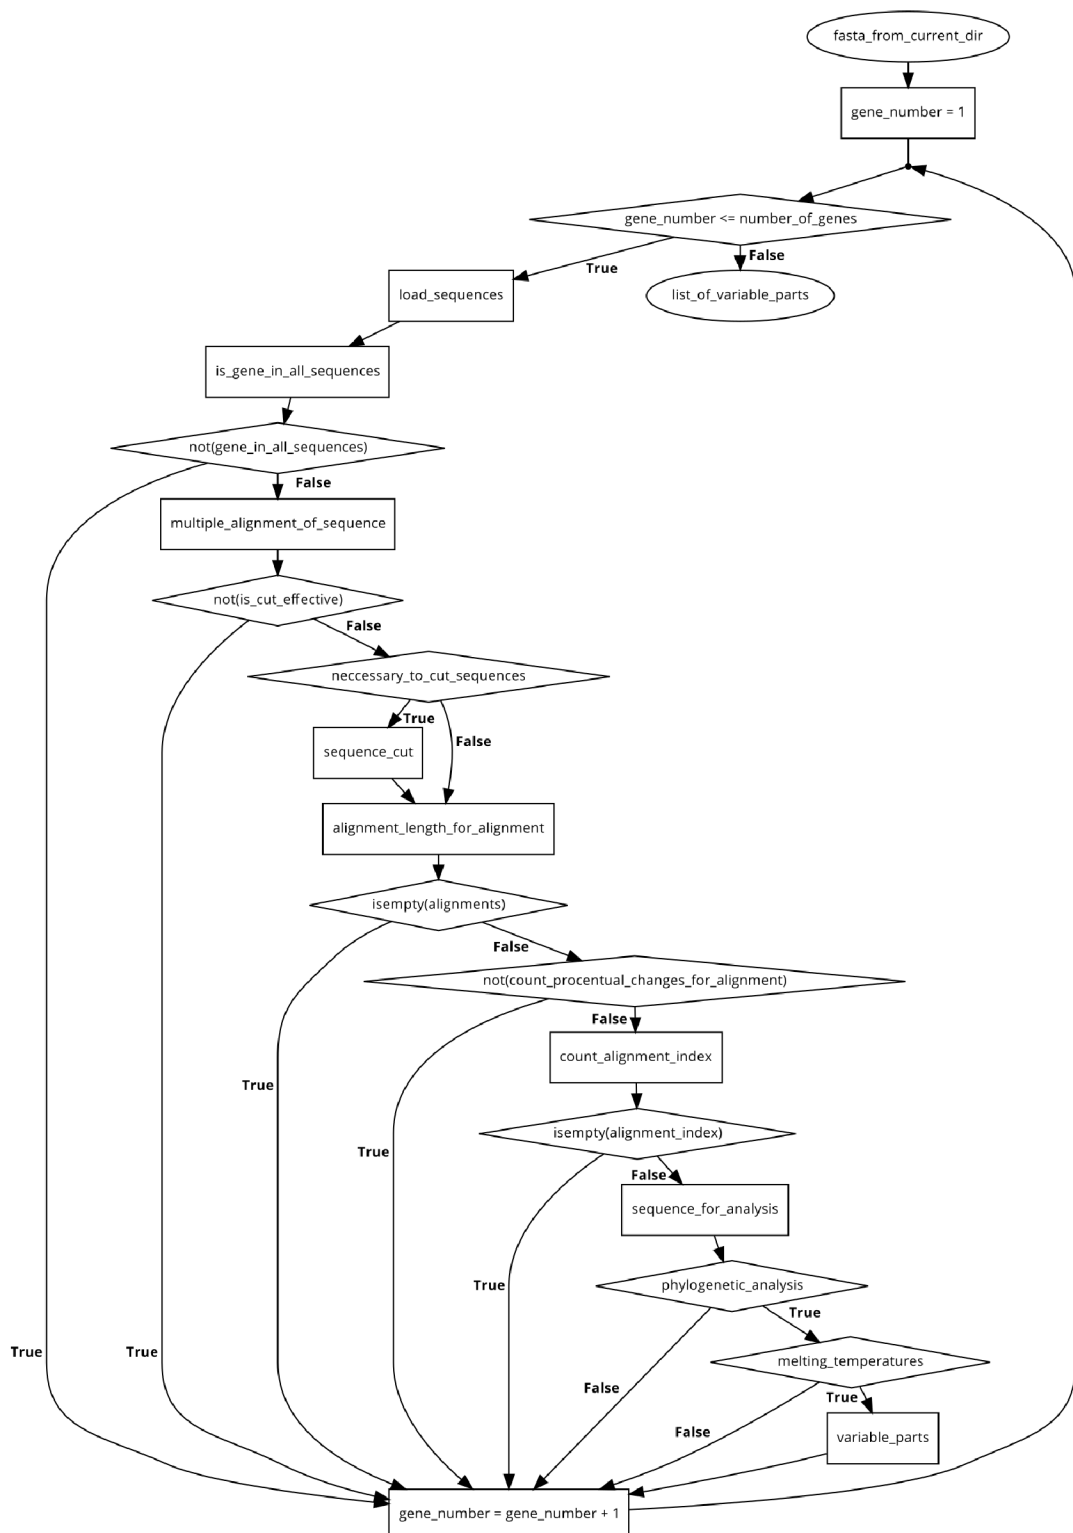 fasta_from_current_dir
gene_number = 1
gene_number <= number_of_genes
True
False
load_sequences
list_of_variable_parts
is_gene_in_all_sequences
not(gene_in_all_sequences)
False
multiple_alignment_of_sequence
not(is_cut_effective)
False
neccessary_to_cut_sequences
True
False
sequence_cut
alignment_length_for_alignment
isempty(alignments)
False
not(count_procentual_changes_for_alignment)
False
count_alignment_index
True
isempty(alignment_index)
True
False
sequence_for_analysis
phylogenetic_analysis
True
True
melting_temperatures
True
True
False
True
variable_parts
False
gene_number = gene_number + 1